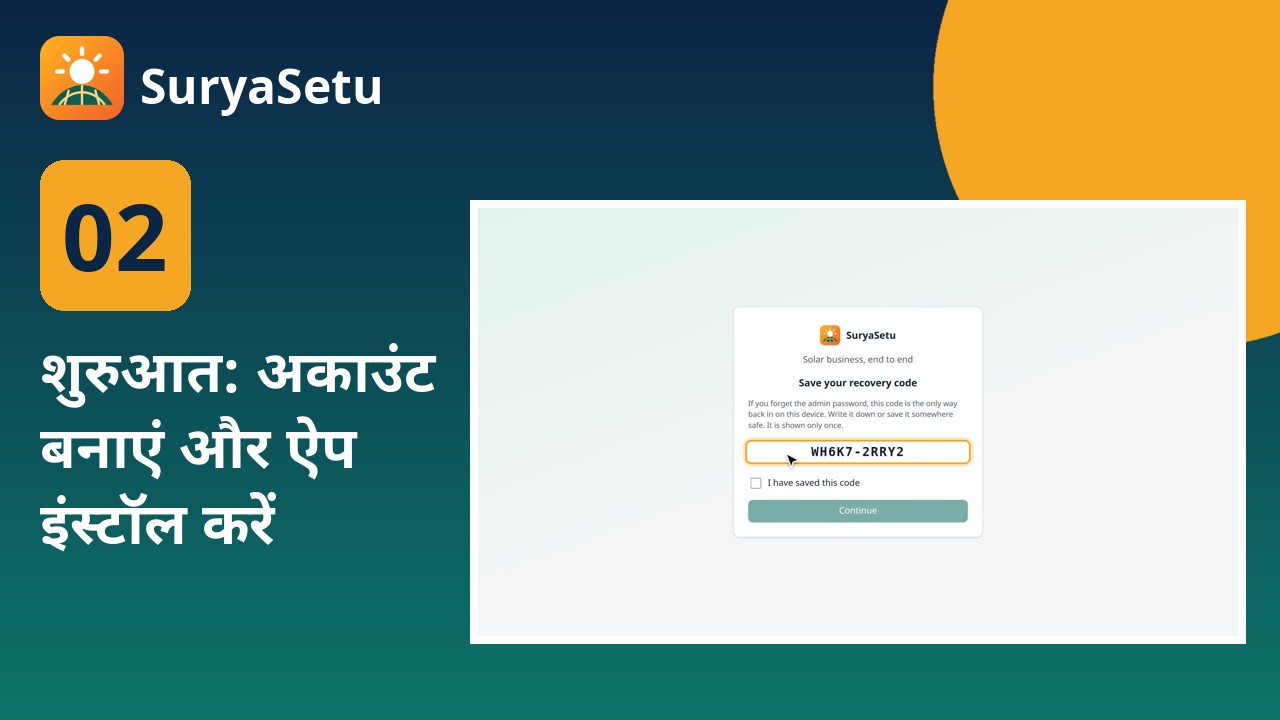 SuryaSetu
02
शुरुआत: अकाउंट
बनाएं और ऐप
इंस्टॉल करें
SuryaSetu
Solar business, end to end
Save your recovery code
If you forget the admin password, this code is the only way
back in on this device. Write it down or save it somewhere
safe. It is shown only once.
WH6K7-2RRY2
I have saved this code
Continue